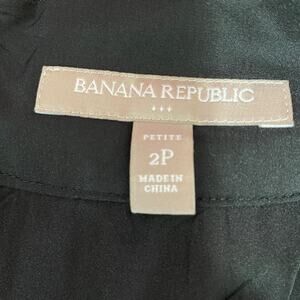 BANANA REPUBLIC
PETITE
2P
MADE IN
CHINA